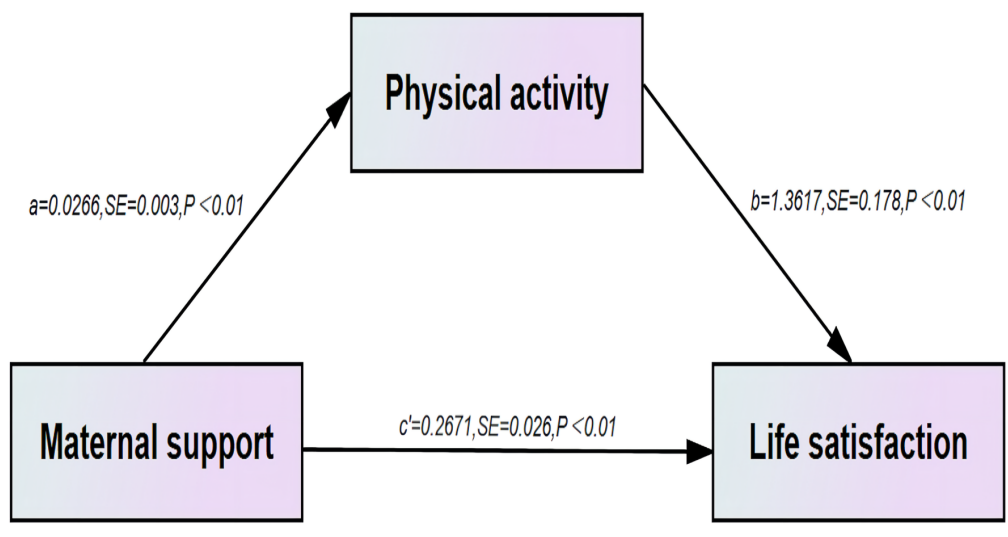 Physical activity
a=0.0266,SE=0.003,P<0.01
b=1.3617,SE=0.178,P<0.01
c'=0.2671,SE=0.026,P<0.01
Maternal support
Life satisfaction